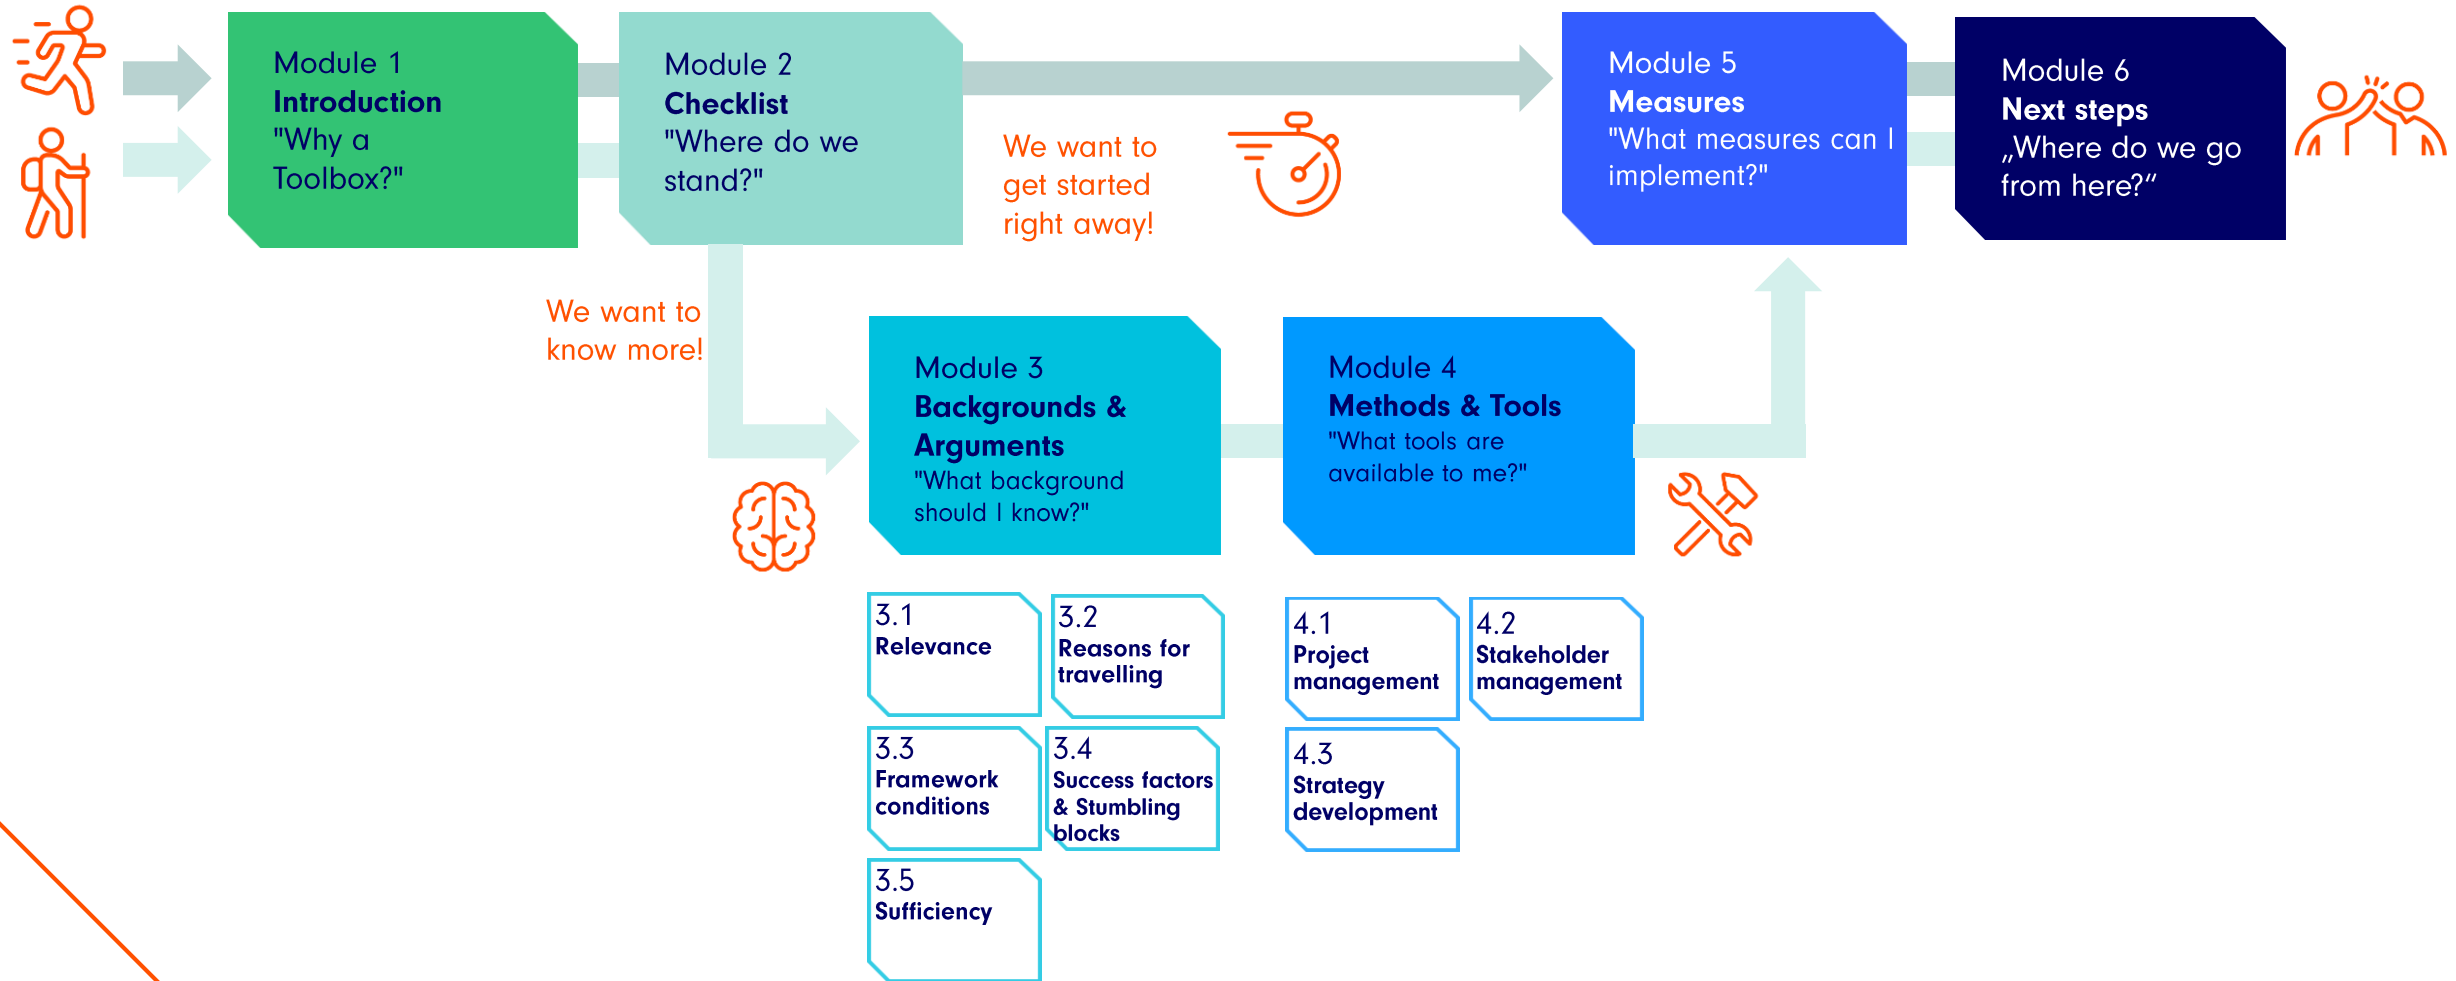 Module 1
Introduction
"Why a
Toolbox?"
Module 2
Checklist
"Where do we
stand?"
We want to
get started
right away!
Module 5
Measures
"What measures can I
implement?"
Module 6
Next steps
„Where do we go
from here?“
We want to
know more!
Module 3
Backgrounds &
Arguments
"What background
should I know?"
Module 4
Methods & Tools
"What tools are
available to me?"
3.1
Relevance
3.2
Reasons for
travelling
3.3
Framework
conditions
3.4
Success factors
& Stumbling
blocks
3.5
Sufficiency
4.1
Project
management
4.2
Stakeholder
management
4.3
Strategy
development